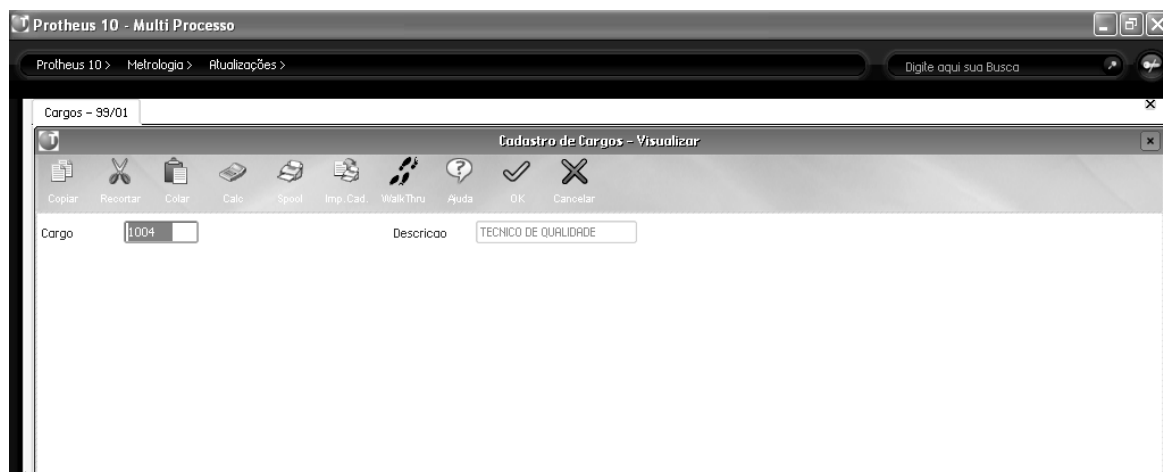 Protheus 10 - Multi Processo
Protheus 10 > Metrologia > Atualizações >
Digite aqui sua Busca
Cargos - 99/01
Cadastro de Cargos - Visualizar
Copiar Recortar Colar Calc Spool Imp.Cad. WalkThru Ajuda OK Cancelar
Cargo 1004 Descricao TECNICO DE QUALIDADE